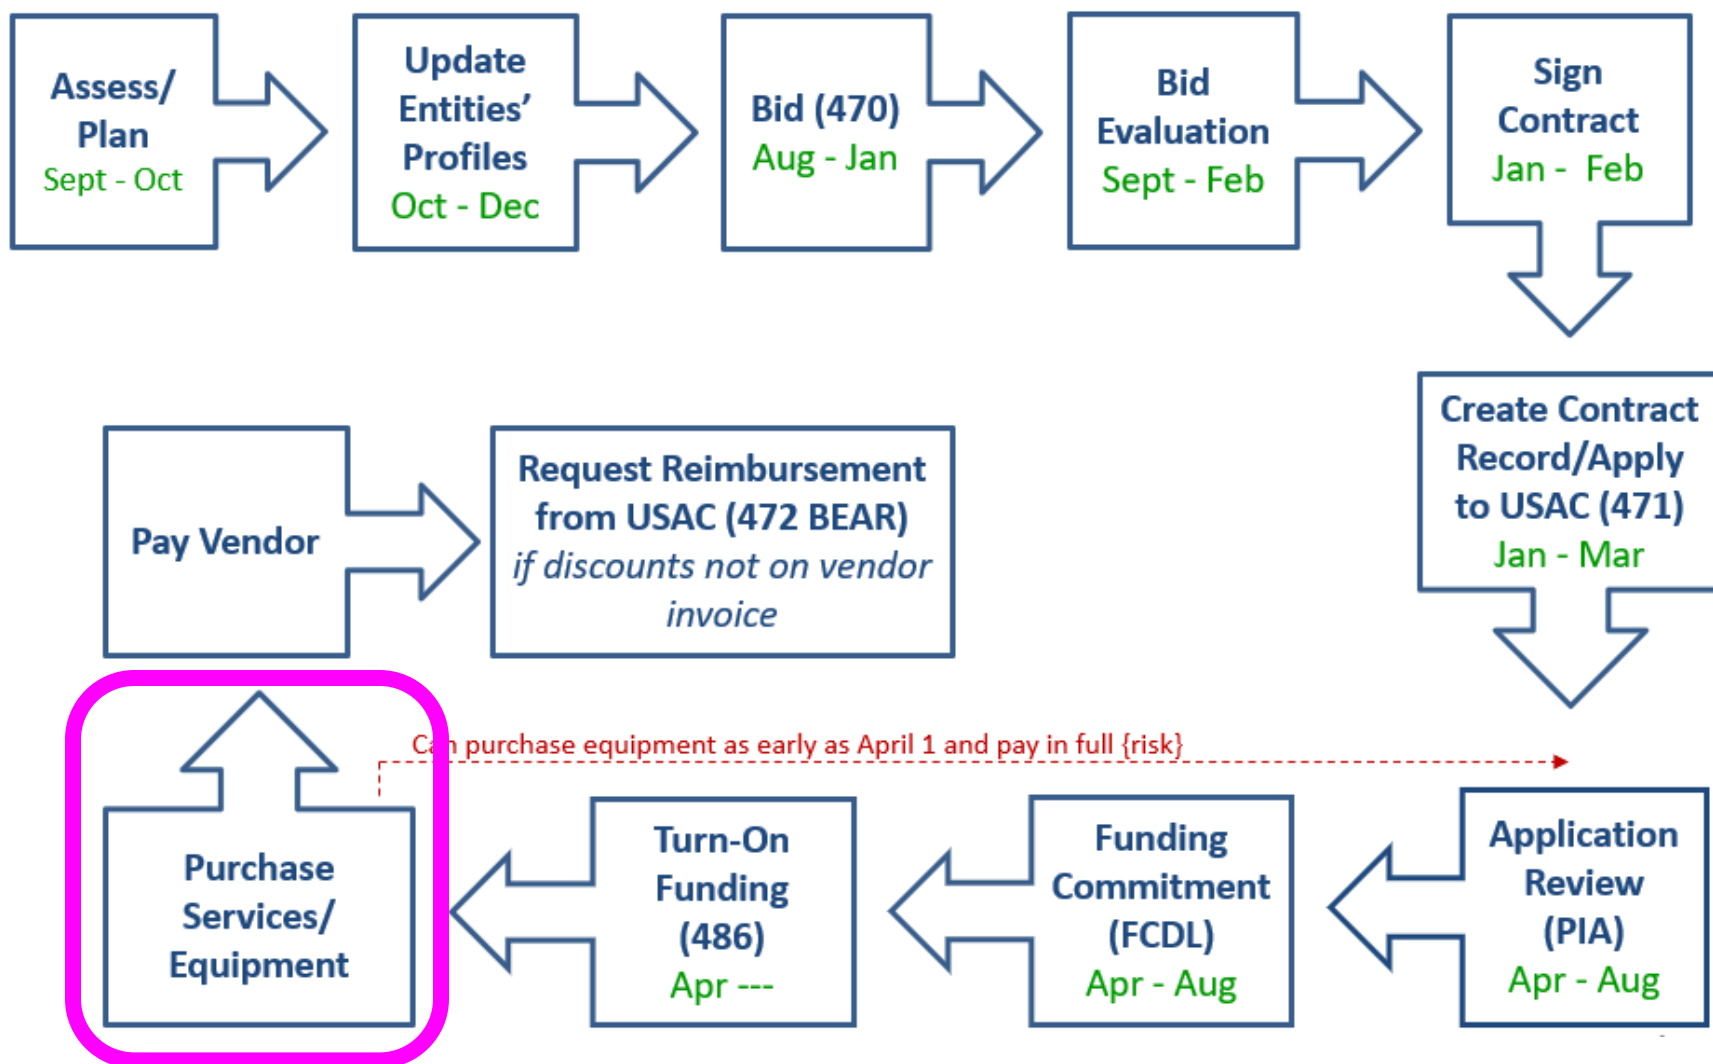 Assess/
Plan
Sept - Oct
Update
Entities’
Profiles
Oct - Dec
Bid (470)
Aug - Jan
Bid
Evaluation
Sept - Feb
Sign
Contract
Jan - Feb
Create Contract
Record/Apply
to USAC (471)
Jan - Mar
Application
Review
(PIA)
Apr - Aug
Funding
Commitment
(FCDL)
Apr - Aug
Turn-On
Funding
(486)
Apr ---
Can purchase equipment as early as April 1 and pay in full {risk}
Purchase
Services/
Equipment
Pay Vendor
Request Reimbursement
from USAC (472 BEAR)
if discounts not on vendor
invoice